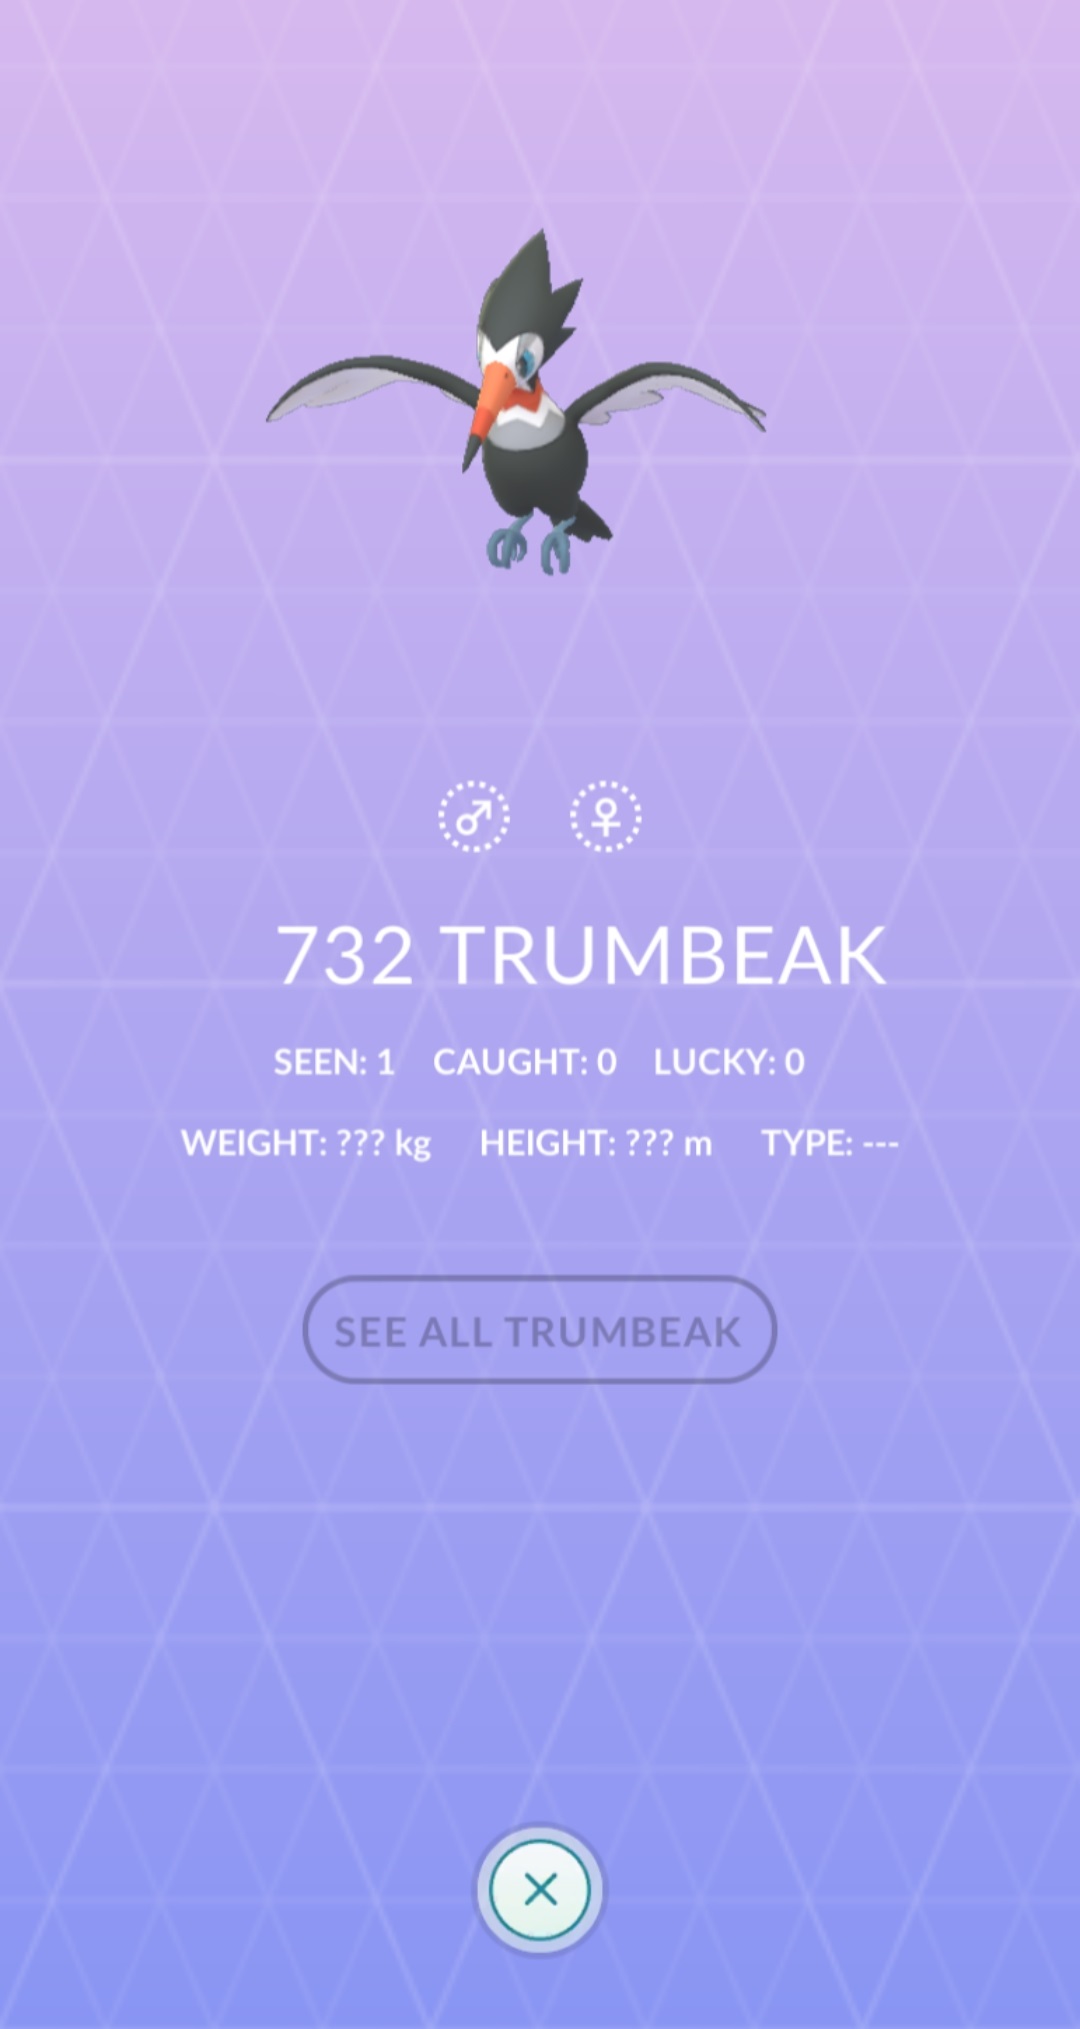 732 TRUMBEAK
SEEN: 1 CAUGHT: 0 LUCKY: 0
WEIGHT: ??? kg HEIGHT: ??? m TYPE: ---
SEE ALL TRUMBEAK